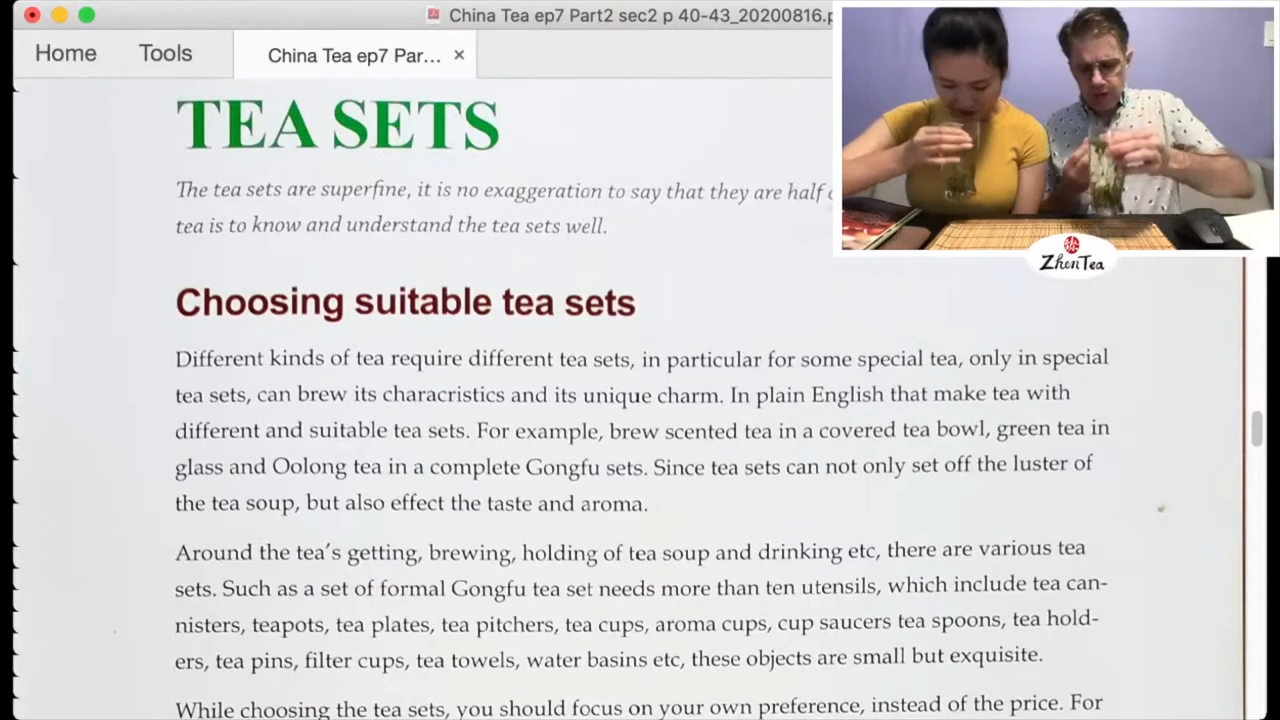 China Tea ep7 Part2 sec2 p 40-43_20200816.p
Home
Tools
China Tea ep7 Par... ×
TEA SETS
The tea sets are superfine, it is no exaggeration to say that they are half
tea is to know and understand the tea sets well.
Zhen Tea
Choosing suitable tea sets
Different kinds of tea require different tea sets, in particular for some special tea, only in special
tea sets, can brew its characristics and its unique charm. In plain English that make tea with
different and suitable tea sets. For example, brew scented tea in a covered tea bowl, green tea in
glass and Oolong tea in a complete Gongfu sets. Since tea sets can not only set off the luster of
the tea soup, but also effect the taste and aroma.
Around the tea's getting, brewing, holding of tea soup and drinking etc, there are various tea
sets. Such as a set of formal Gongfu tea set needs more than ten utensils, which include tea can-
nisters, teapots, tea plates, tea pitchers, tea cups, aroma cups, cup saucers tea spoons, tea hold-
ers, tea pins, filter cups, tea towels, water basins etc, these objects are small but exquisite.
While choosing the tea sets, you should focus on your own preference, instead of the price. For